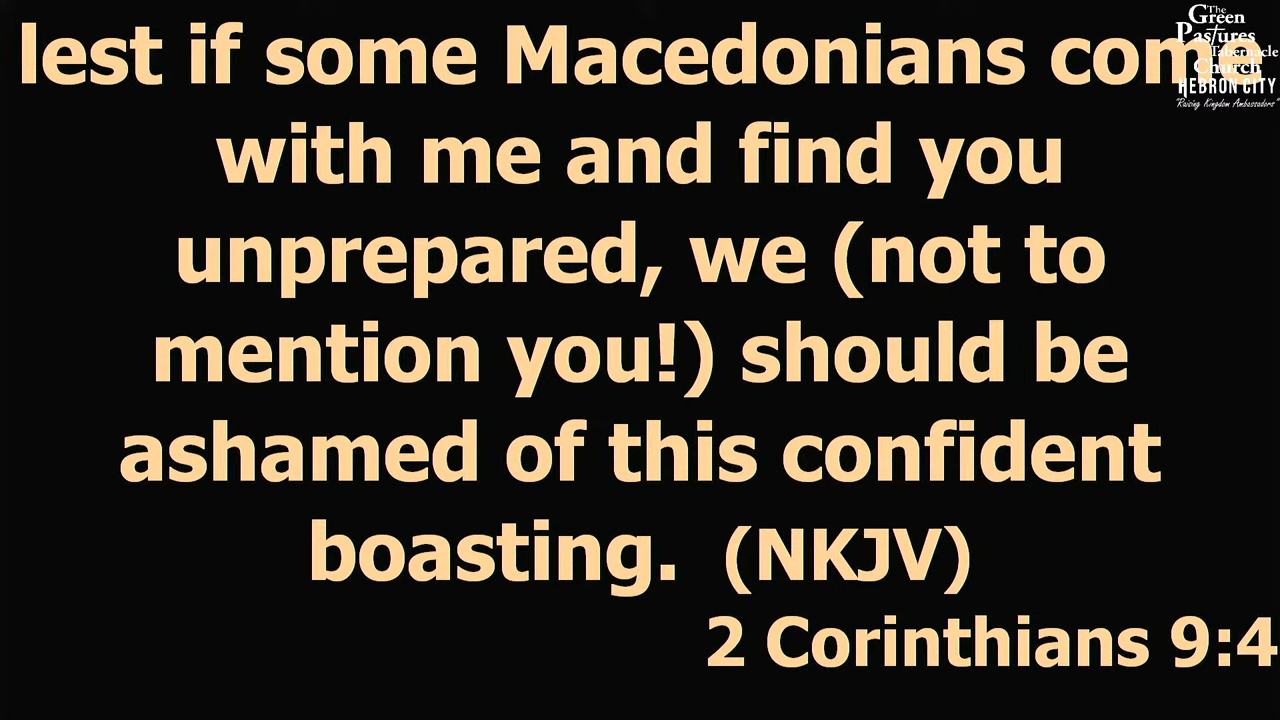 lest if some Macedonians come
with me and find you
unprepared, we (not to
mention you!) should be
ashamed of this confident
boasting. (NKJV)
2 Corinthians 9:4
The
Green
Pastures
Tabernacle
Church
HEBRON CITY
"Raising Kingdom Ambassadors"